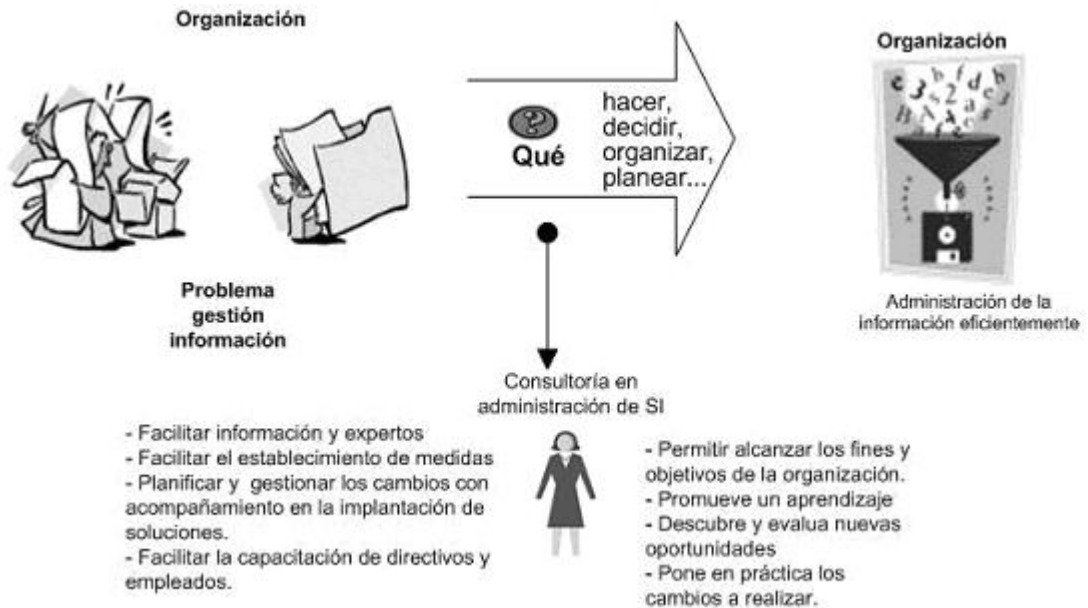 Organización
Problema
gestión
información
Qué
hacer,
decidir,
organizar,
planear...
Organización
Administración de la
información eficientemente
Consultoría en
administración de SI
- Facilitar información y expertos
- Facilitar el establecimiento de medidas
- Planificar y gestionar los cambios con
acompañamiento en la implantación de
soluciones.
- Facilitar la capacitación de directivos y
empleados.
- Permitir alcanzar los fines y
objetivos de la organización.
- Promueve un aprendizaje
- Descubre y evalua nuevas
oportunidades
- Pone en práctica los
cambios a realizar.